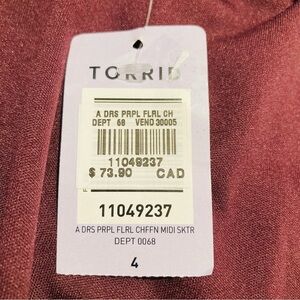 TORRID
A DRS PRPL FLRL CH
DEPT 68 VEND 30005
11049237
$ 73.90 CAD
11049237
A DRS PRPL FLRL CHFFN MIDI SKTR
DEPT 0068
4